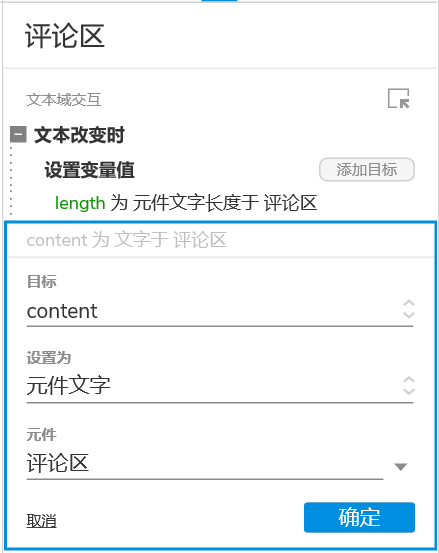 评论区
文本域交互
文本改变时
设置变量值 添加目标
length 为 元件文字长度于 评论区
content 为 文字于 评论区
目标
content
设置为
元件文字
元件
评论区
取消 确定